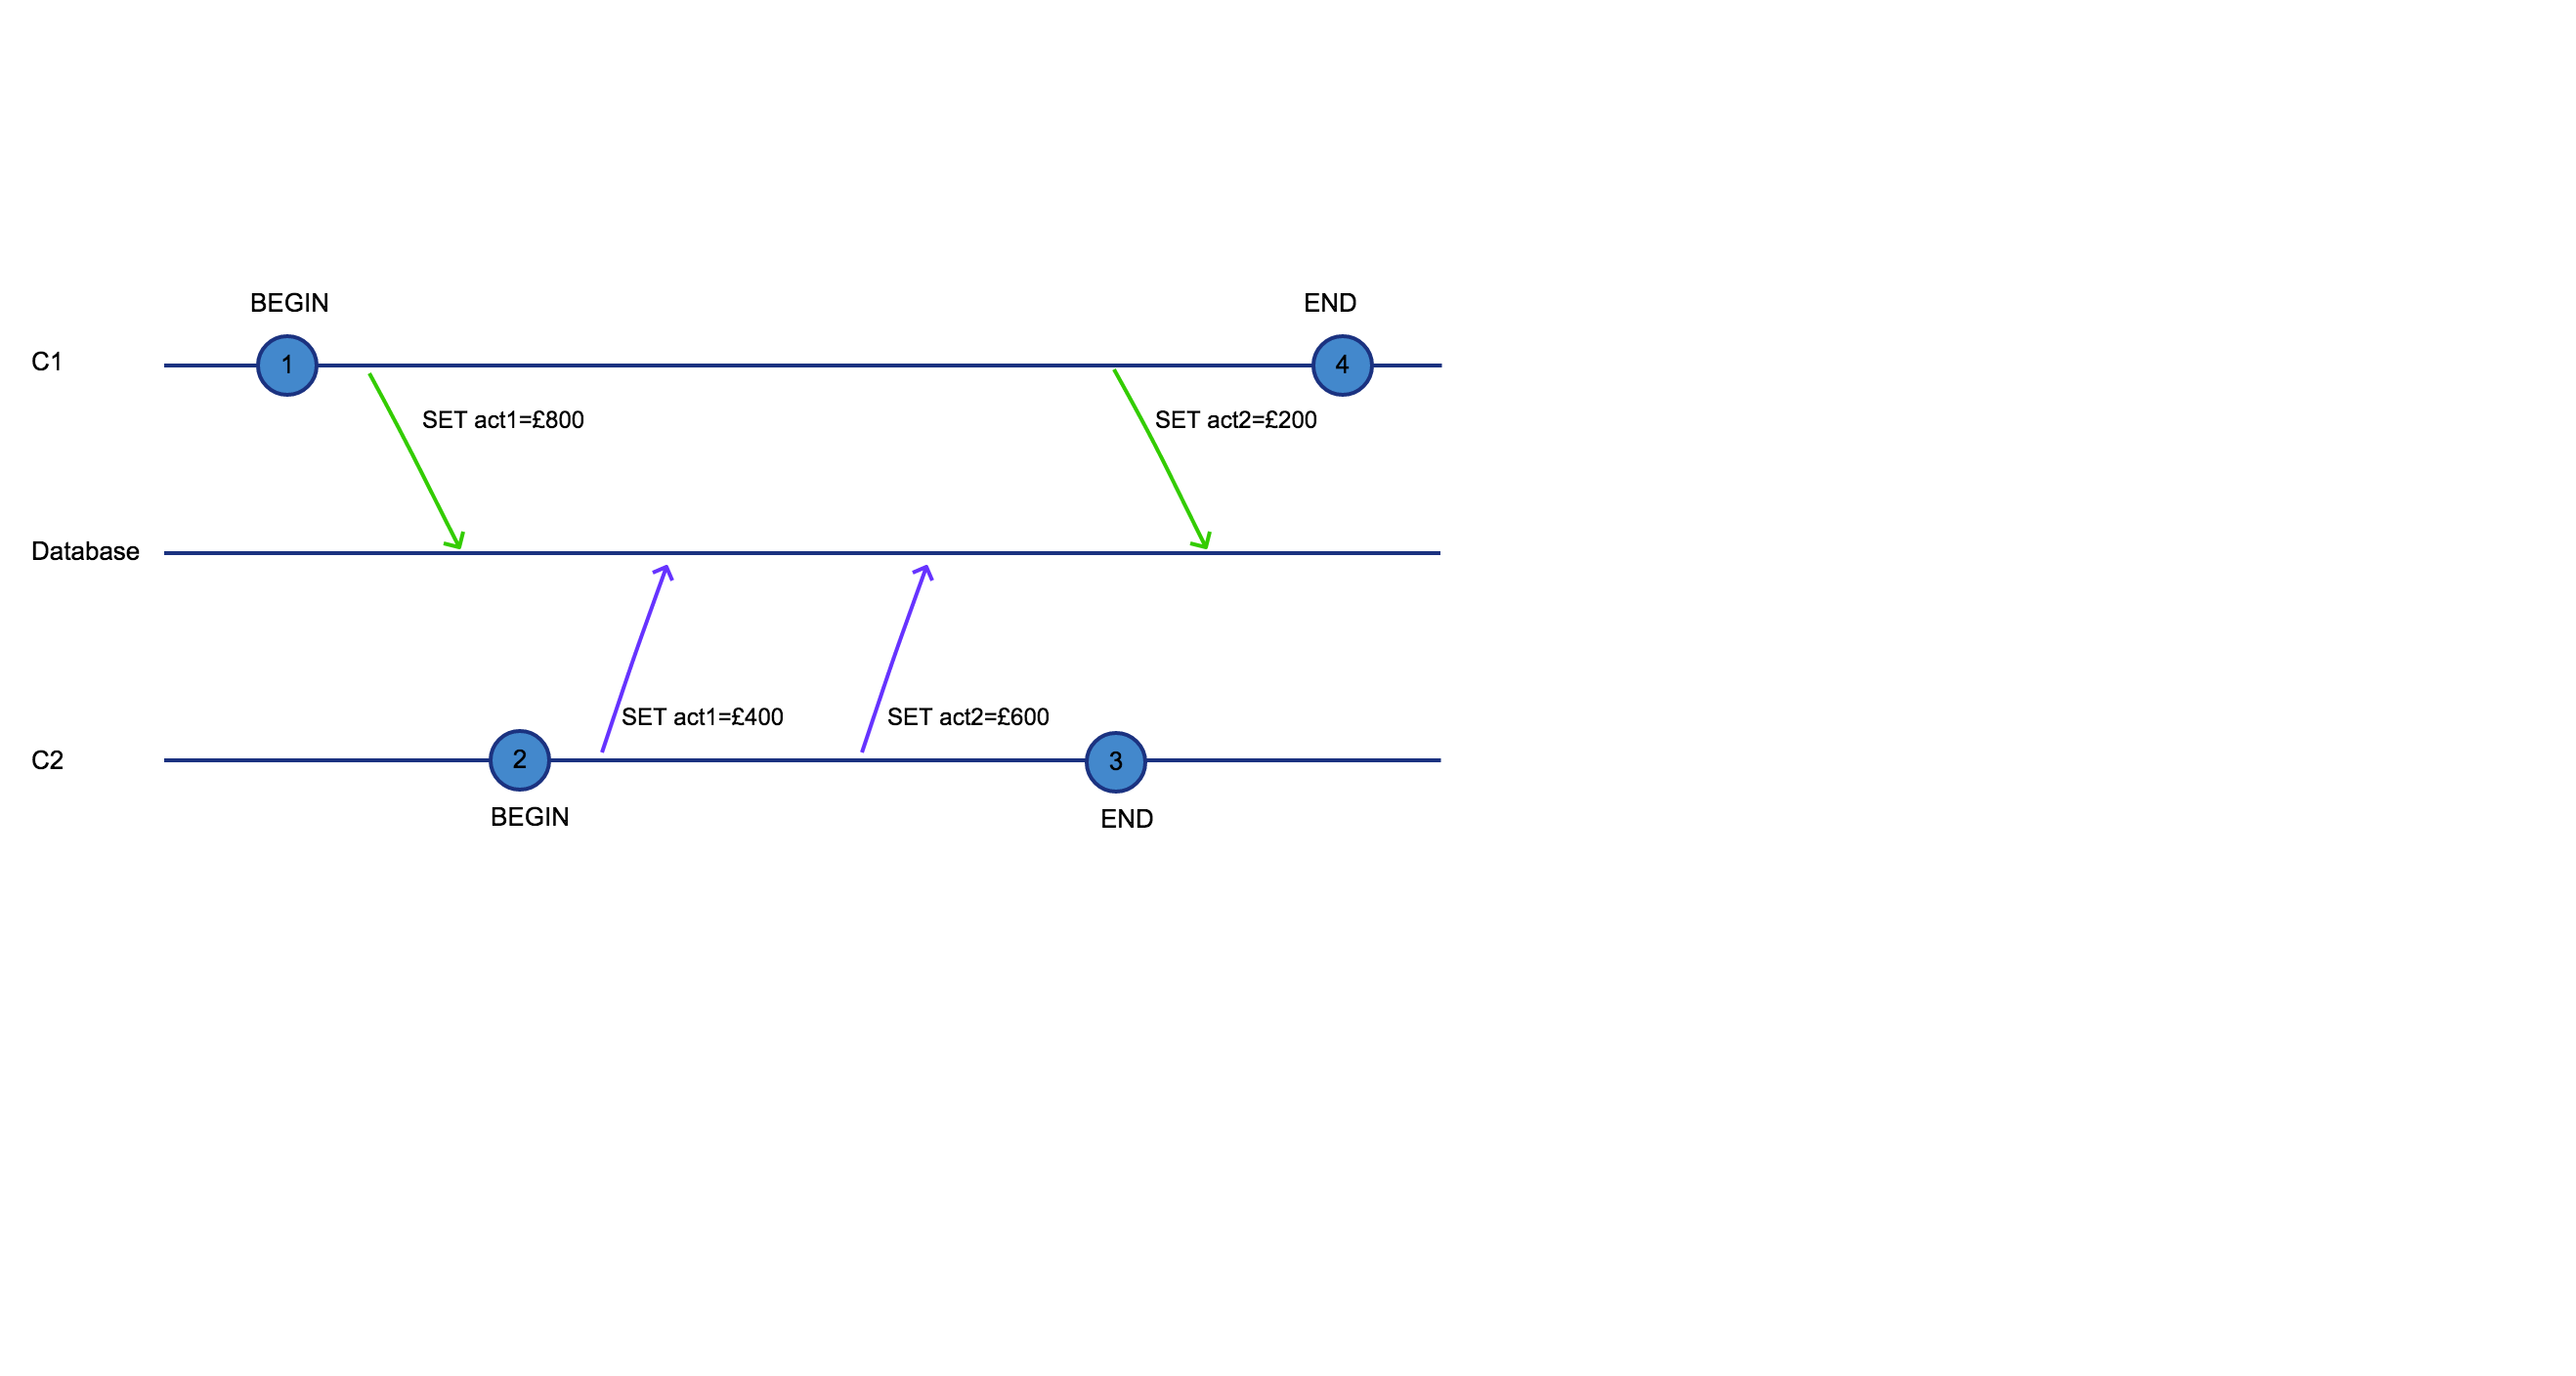 BEGIN
END
C1
1
4
SET act1=£800
SET act2=£200
Database
SET act1=£400
SET act2=£600
C2
2
3
BEGIN
END